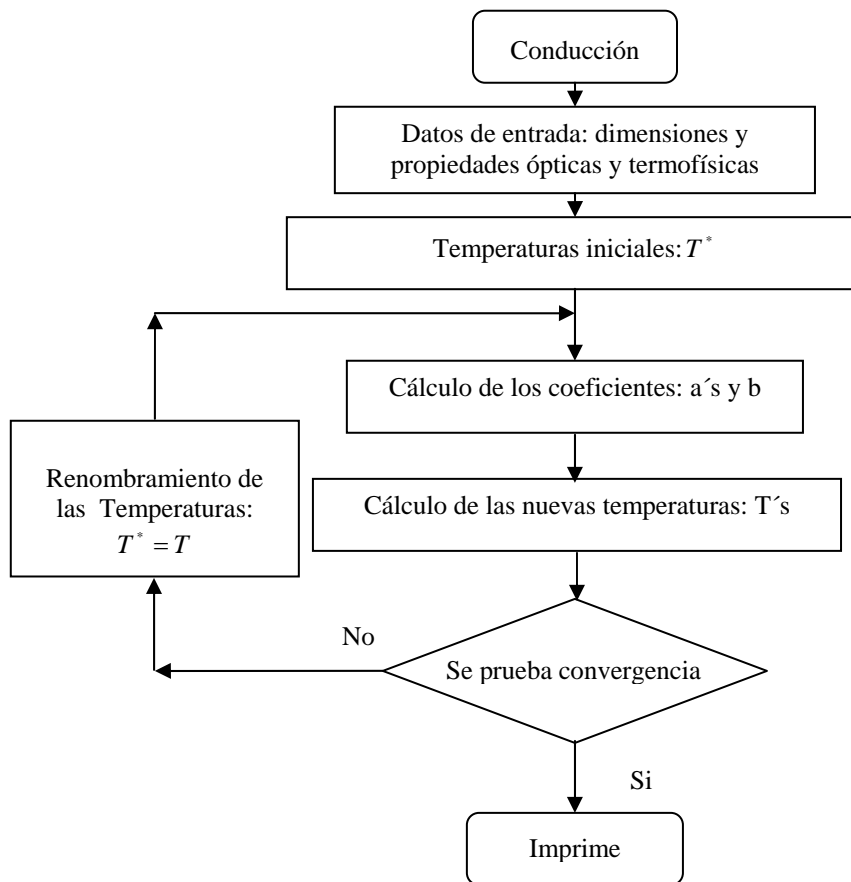 Conducción
Datos de entrada: dimensiones y
propiedades ópticas y termofísicas
Temperaturas iniciales: T*
Cálculo de los coeficientes: a´s y b
Renombramiento de
las Temperaturas:
T* = T
Cálculo de las nuevas temperaturas: T´s
No
Se prueba convergencia
Si
Imprime